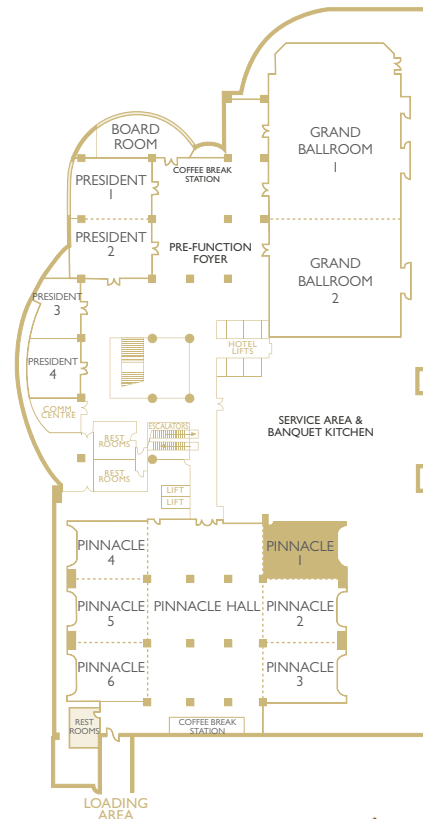 BOARD
ROOM
GRAND
BALLROOM
1
COFFEE BREAK
STATION
PRESIDENT
1
PRESIDENT
2
PRE-FUNCTION
FOYER
GRAND
BALLROOM
2
PRESIDENT
3
HOTEL
LIFTS
PRESIDENT
4
COMM.
CENTRE
SERVICE AREA &
BANQUET KITCHEN
ESCALATORS
REST
ROOMS
REST
ROOMS
LIFT
LIFT
PINNACLE
4
PINNACLE
1
PINNACLE
5
PINNACLE HALL
PINNACLE
2
PINNACLE
6
PINNACLE
3
REST
ROOMS
COFFEE BREAK
STATION
LOADING
AREA